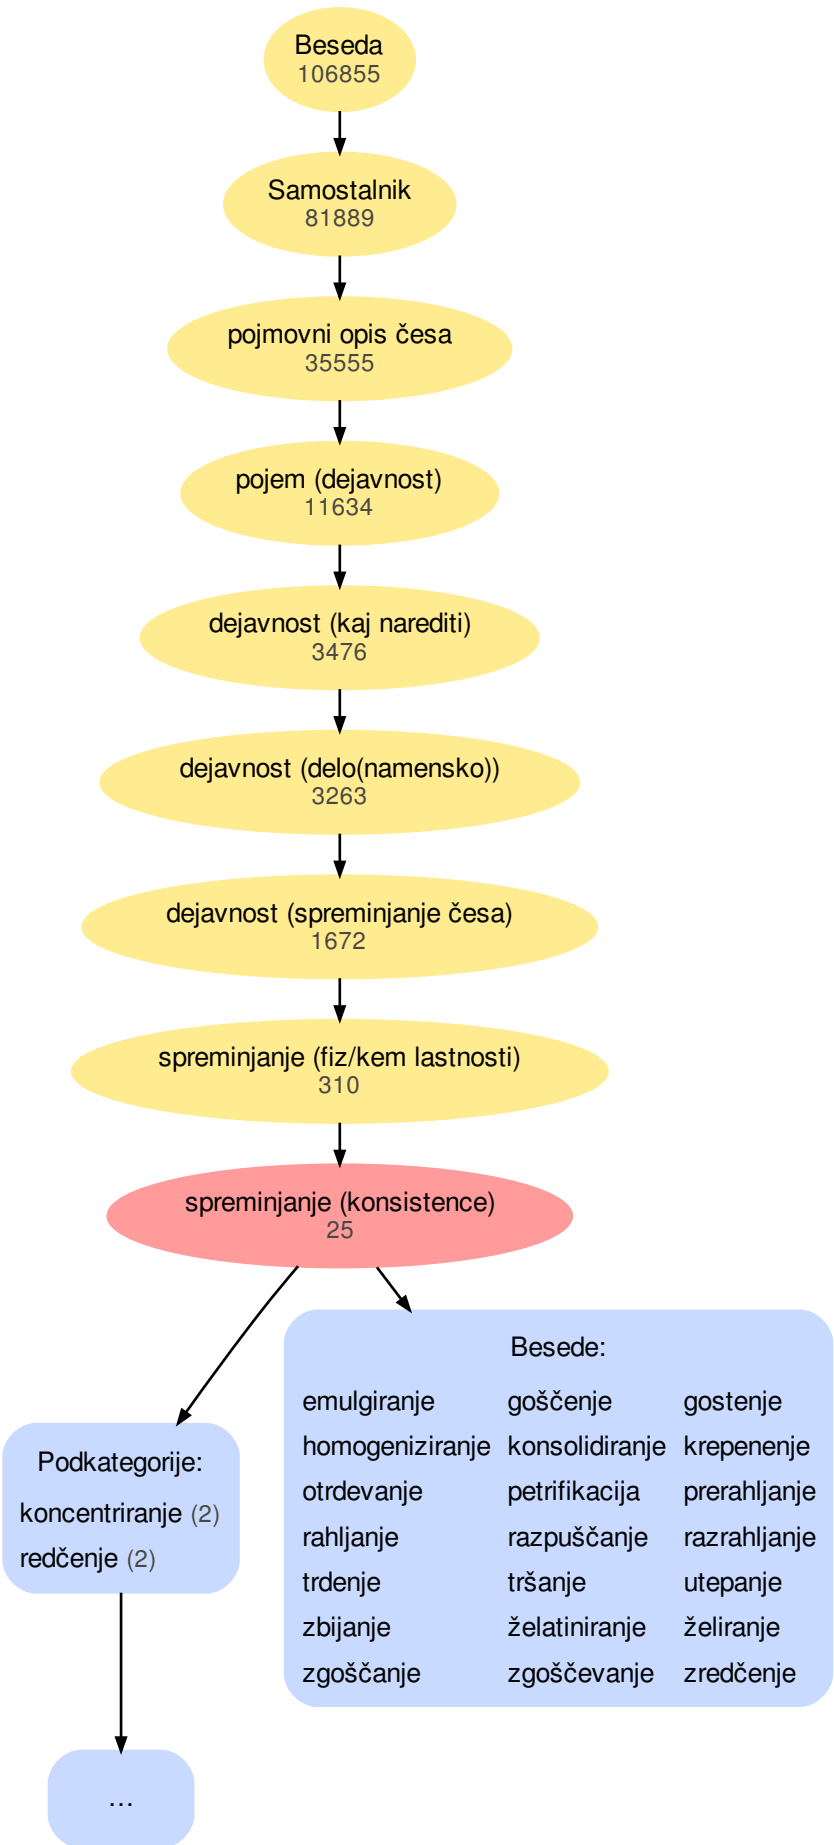 Beseda
106855
Samostalnik
81889
pojmovni opis česa
35555
pojem (dejavnost)
11634
dejavnost (kaj narediti)
3476
dejavnost (delo(namensko))
3263
dejavnost (spreminjanje česa)
1672
spreminjanje (fiz/kem lastnosti)
310
spreminjanje (konsistence)
25
Besede:
emulgiranje goščenje gostenje
homogeniziranje konsolidiranje krepenenje
otrdevanje petrifikacija prerahljanje
rahljanje razpuščanje razrahljanje
trdenje tršanje utepanje
zbijanje želatiniranje želiranje
zgoščanje zgoščevanje zredčenje
Podkategorije:
koncentriranje (2)
redčenje (2)
...